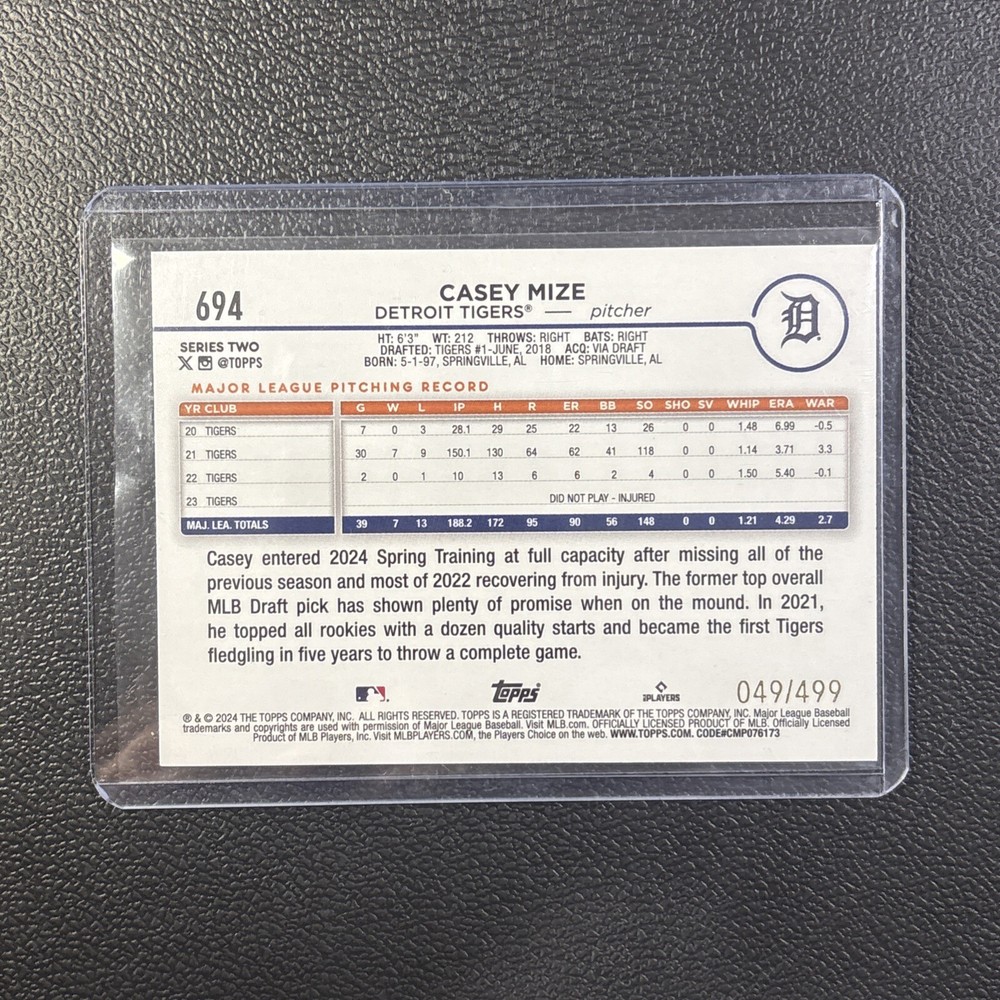 694
CASEY MIZE
DETROIT TIGERS® — pitcher
D
SERIES TWO
X @TOPPS
HT: 6'3" WT: 212 THROWS: RIGHT BATS: RIGHT
DRAFTED: TIGERS #1-JUNE, 2018 ACQ: VIA DRAFT
BORN: 5-1-97, SPRINGVILLE, AL HOME: SPRINGVILLE, AL
MAJOR LEAGUE PITCHING RECORD
YR CLUB G W L IP H R ER BB SO SHO SV WHIP ERA WAR
20 TIGERS 7 0 3 28.1 29 25 22 13 26 0 0 1.48 6.99 -0.5
21 TIGERS 30 7 9 150.1 130 64 62 41 118 0 0 1.14 3.71 3.3
22 TIGERS 2 0 1 10 13 6 6 2 4 0 0 1.50 5.40 -0.1
23 TIGERS DID NOT PLAY - INJURED
MAJ. LEA. TOTALS 39 7 13 188.2 172 95 90 56 148 0 0 1.21 4.29 2.7
Casey entered 2024 Spring Training at full capacity after missing all of the
previous season and most of 2022 recovering from injury. The former top overall
MLB Draft pick has shown plenty of promise when on the mound. In 2021,
he topped all rookies with a dozen quality starts and became the first Tigers
fledgling in five years to throw a complete game.
Topps PLAYERS 049/499
® & © 2024 THE TOPPS COMPANY, INC. ALL RIGHTS RESERVED. TOPPS IS A REGISTERED TRADEMARK OF THE TOPPS COMPANY, INC. Major League Baseball
trademarks and copyrights are used with permission of Major League Baseball. Visit MLB.com. OFFICIALLY LICENSED PRODUCT OF MLB. Officially Licensed
Product of MLB Players, Inc. Visit MLBPLAYERS.COM, the Players Choice on the web. WWW.TOPPS.COM. CODE#CMP076173